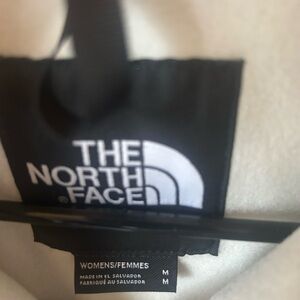 THE
NORTH
FACE
WOMENS/FEMMES
MADE IN EL SALVADOR M
FABRIQUÉ AU SALVADOR M